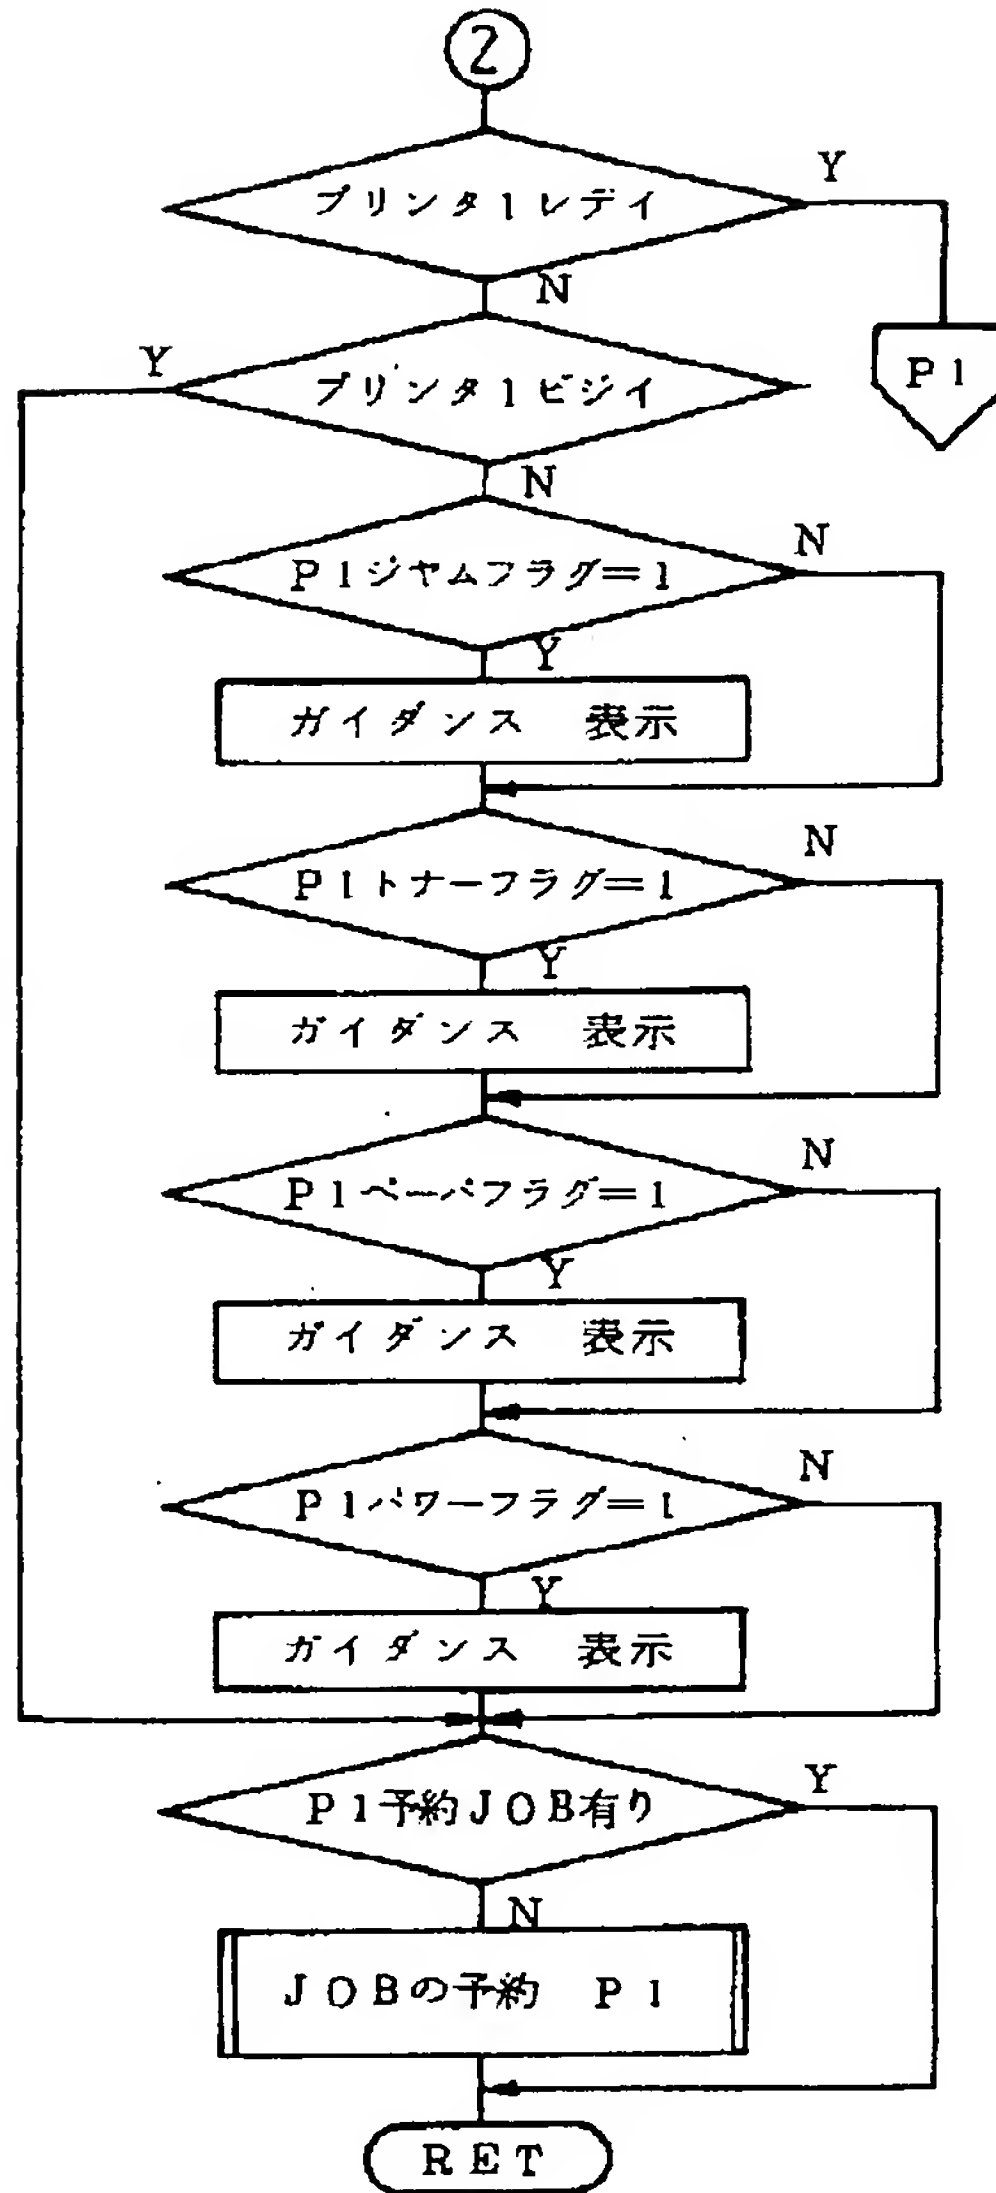 2
プリンタ1レデイ
Y
N
P1
Y
プリンタ1ビジイ
N
P1ジヤムフラグ=1
N
Y
ガイダンス 表示
P1トナーフラグ=1
N
Y
ガイダンス 表示
P1ペーパフラグ=1
N
Y
ガイダンス 表示
P1パワーフラグ=1
N
Y
ガイダンス 表示
P1予約JOB有り
Y
N
JOBの予約 P1
RET